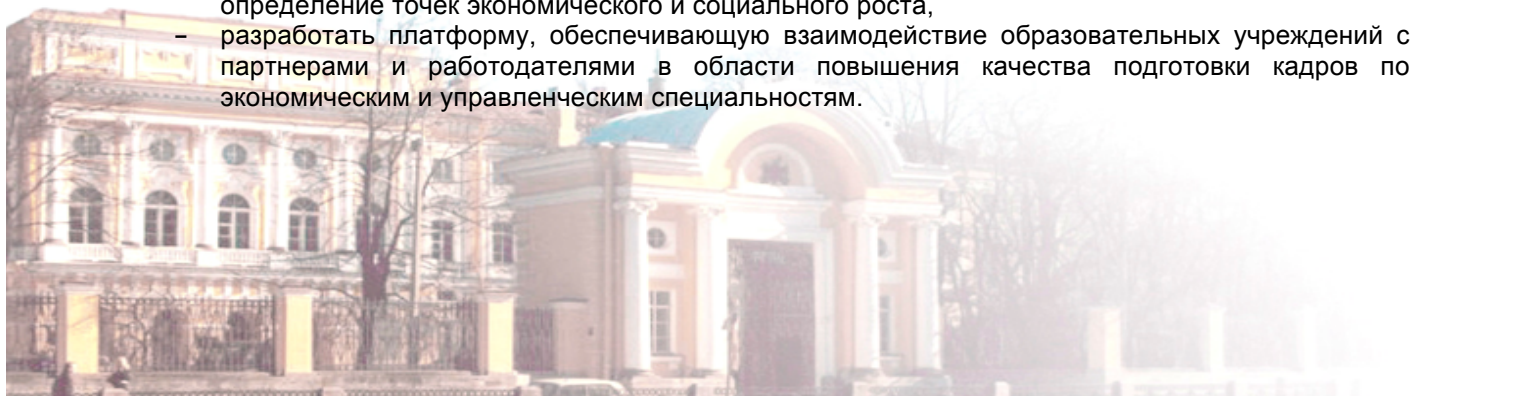 определение точек экономического и социального роста,
- разработать платформу, обеспечивающую взаимодействие образовательных учреждений с
партнерами и работодателями в области повышения качества подготовки кадров по
экономическим и управленческим специальностям.